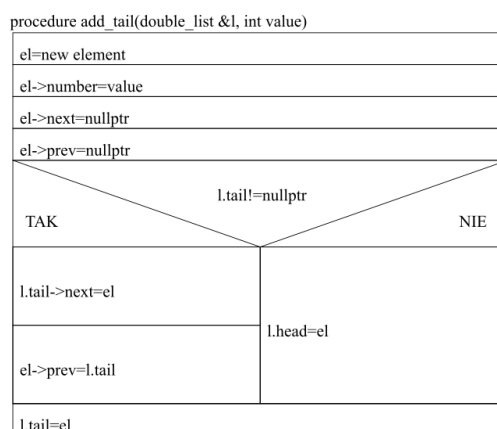 procedure add_tail(double_list &l, int value)
el=new element
el->number=value
el->next=nullptr
el->prev=nullptr
l.tail!=nullptr
TAK
NIE
l.tail->next=el
l.head=el
el->prev=l.tail
l.tail=el